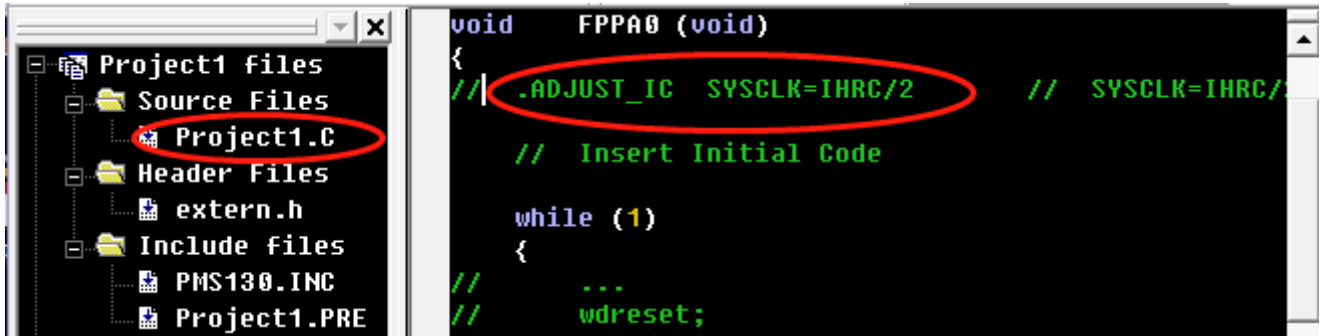 Project1 files
Source Files
Project1.C
Header Files
extern.h
Include files
PMS130.INC
Project1.PRE
void FPPA0 (void)
{
// .ADJUST_IC SYSCLK=IHRC/2 // SYSCLK=IHRC/
// Insert Initial Code
while (1)
{
// ...
// wdreset;